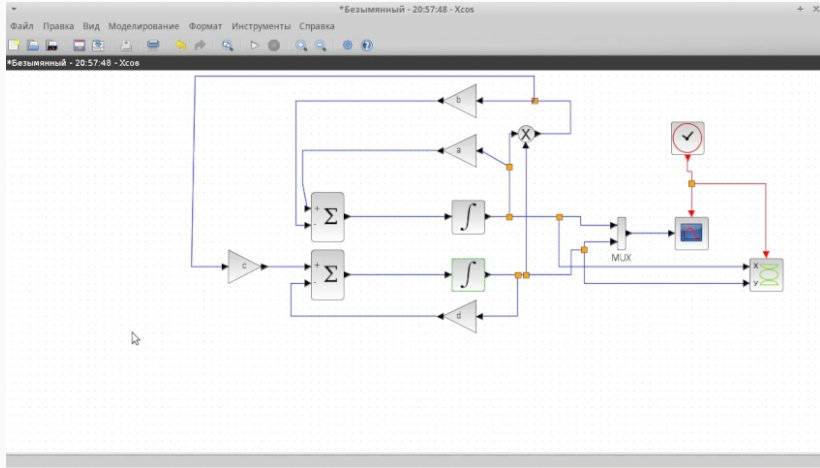 *Безымянный - 20:57:48 - Xcos
Файл Правка Вид Моделирование Формат Инструменты Справка
*Безымянный - 20:57:48 - Xcos
b
X
a
+
Σ
-
∫
MUX
c
+
Σ
-
∫
X
y
d